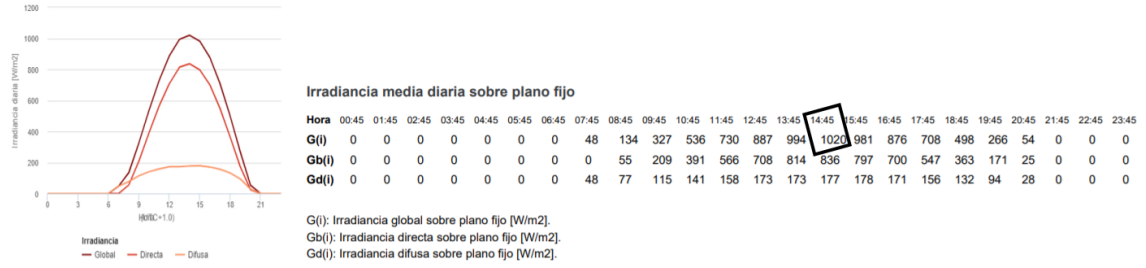 1200
1000
800
600
400
200
0
Irradiancia diaria [W/m2]
0 3 6 9 12 15 18 21
Irradiancia
Global Directa Difusa
Irradiancia media diaria sobre plano fijo
Hora 00:45 01:45 02:45 03:45 04:45 05:45 06:45 07:45 08:45 09:45 10:45 11:45 12:45 13:45 14:45 15:45 16:45 17:45 18:45 19:45 20:45 21:45 22:45 23:45
G(i) 0 0 0 0 0 0 0 48 134 327 536 730 887 994 1020 981 876 708 498 266 54 0 0 0
Gb(i) 0 0 0 0 0 0 0 0 55 209 391 566 708 814 836 797 700 547 363 171 25 0 0 0
Gd(i) 0 0 0 0 0 0 0 48 77 115 141 158 173 173 177 178 171 156 132 94 28 0 0 0
G(i): Irradiancia global sobre plano fijo [W/m2].
Gb(i): Irradiancia directa sobre plano fijo [W/m2].
Gd(i): Irradiancia difusa sobre plano fijo [W/m2].